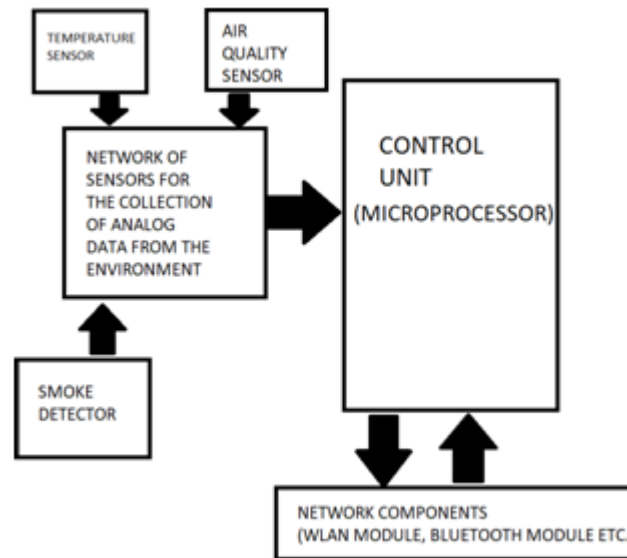 TEMPERATURE
SENSOR
AIR
QUALITY
SENSOR
NETWORK OF
SENSORS FOR
THE COLLECTION
OF ANALOG
DATA FROM THE
ENVIRONMENT
CONTROL
UNIT
(MICROPROCESSOR)
SMOKE
DETECTOR
NETWORK COMPONENTS
(WLAN MODULE, BLUETOOTH MODULE ETC.